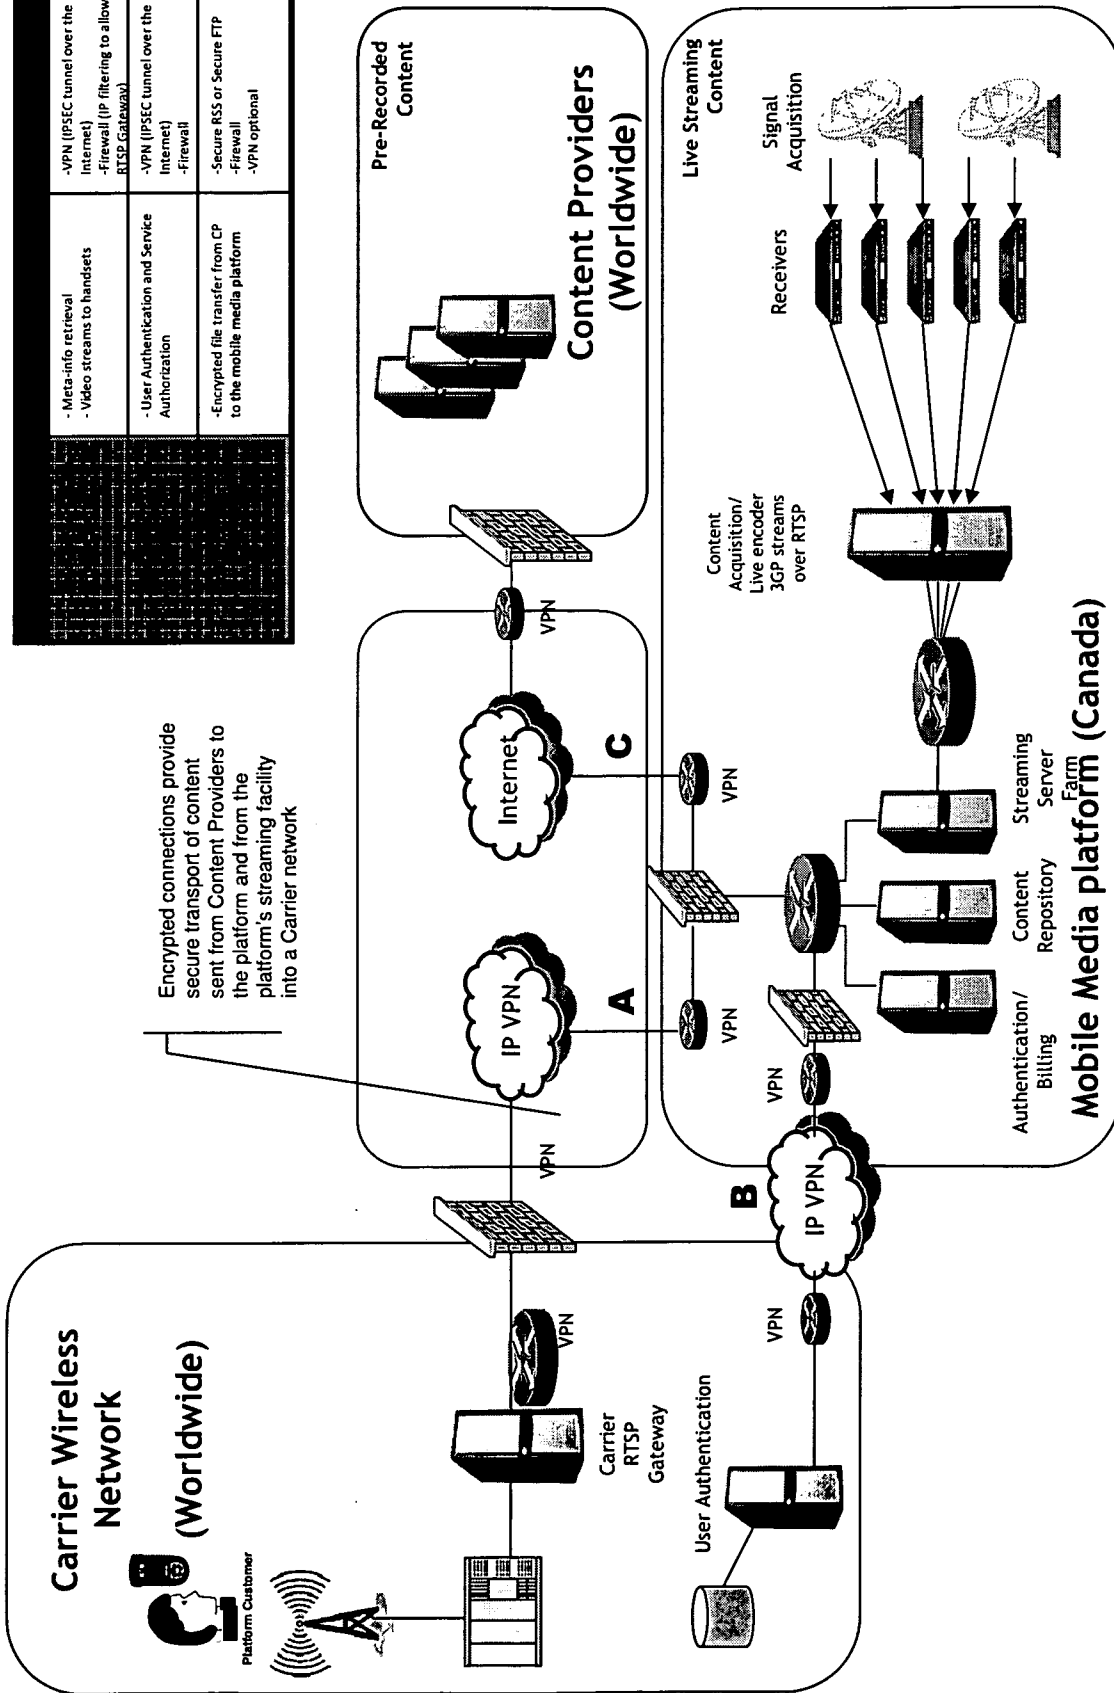 Carrier Wireless
Network
(Worldwide)
Platform Customer
Carrier
RTSP
Gateway
VPN
User Authentication
VPN
Encrypted connections provide
secure transport of content
sent from Content Providers to
the platform and from the
platform's streaming facility
into a Carrier network
VPN
IP VPN
A
Internet
C
VPN
VPN
VPN
B
IP VPN
VPN
- Meta-info retrieval
- Video streams to handsets
-VPN (IPSEC tunnel over the
Internet)
-Firewall (IP filtering to allow
RTSP Gateway)
- User Authentication and Service
Authorization
-VPN (IPSEC tunnel over the
Internet)
-Firewall
-Encrypted file transfer from CP
to the mobile media platform
-Secure RSS or Secure FTP
-Firewall
-VPN optional
Pre-Recorded
Content
Content Providers
(Worldwide)
Live Streaming
Content
Signal
Acquisition
Receivers
Content
Acquisition/
Live encoder
3GP streams
over RTSP
Streaming
Server
Farm
Content
Repository
Authentication/
Billing
Mobile Media platform (Canada)